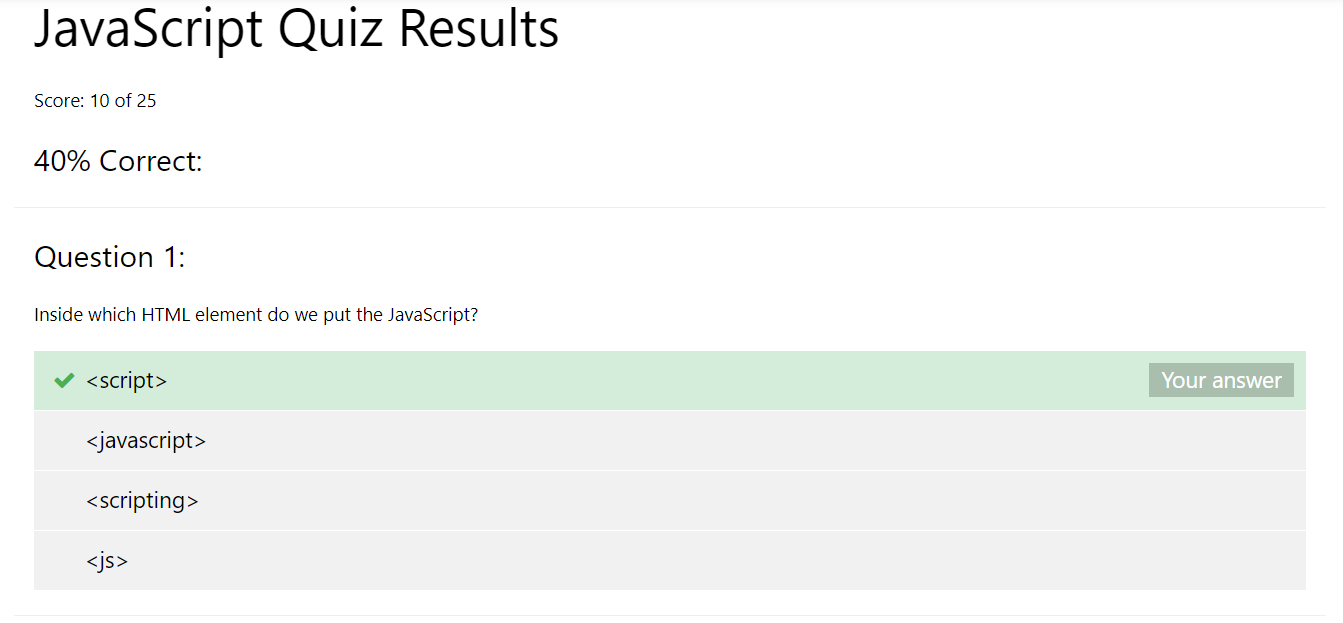 JavaScript Quiz Results
Score: 10 of 25
40% Correct:
Question 1:
Inside which HTML element do we put the JavaScript?
<script> Your answer
<javascript>
<scripting>
<js>